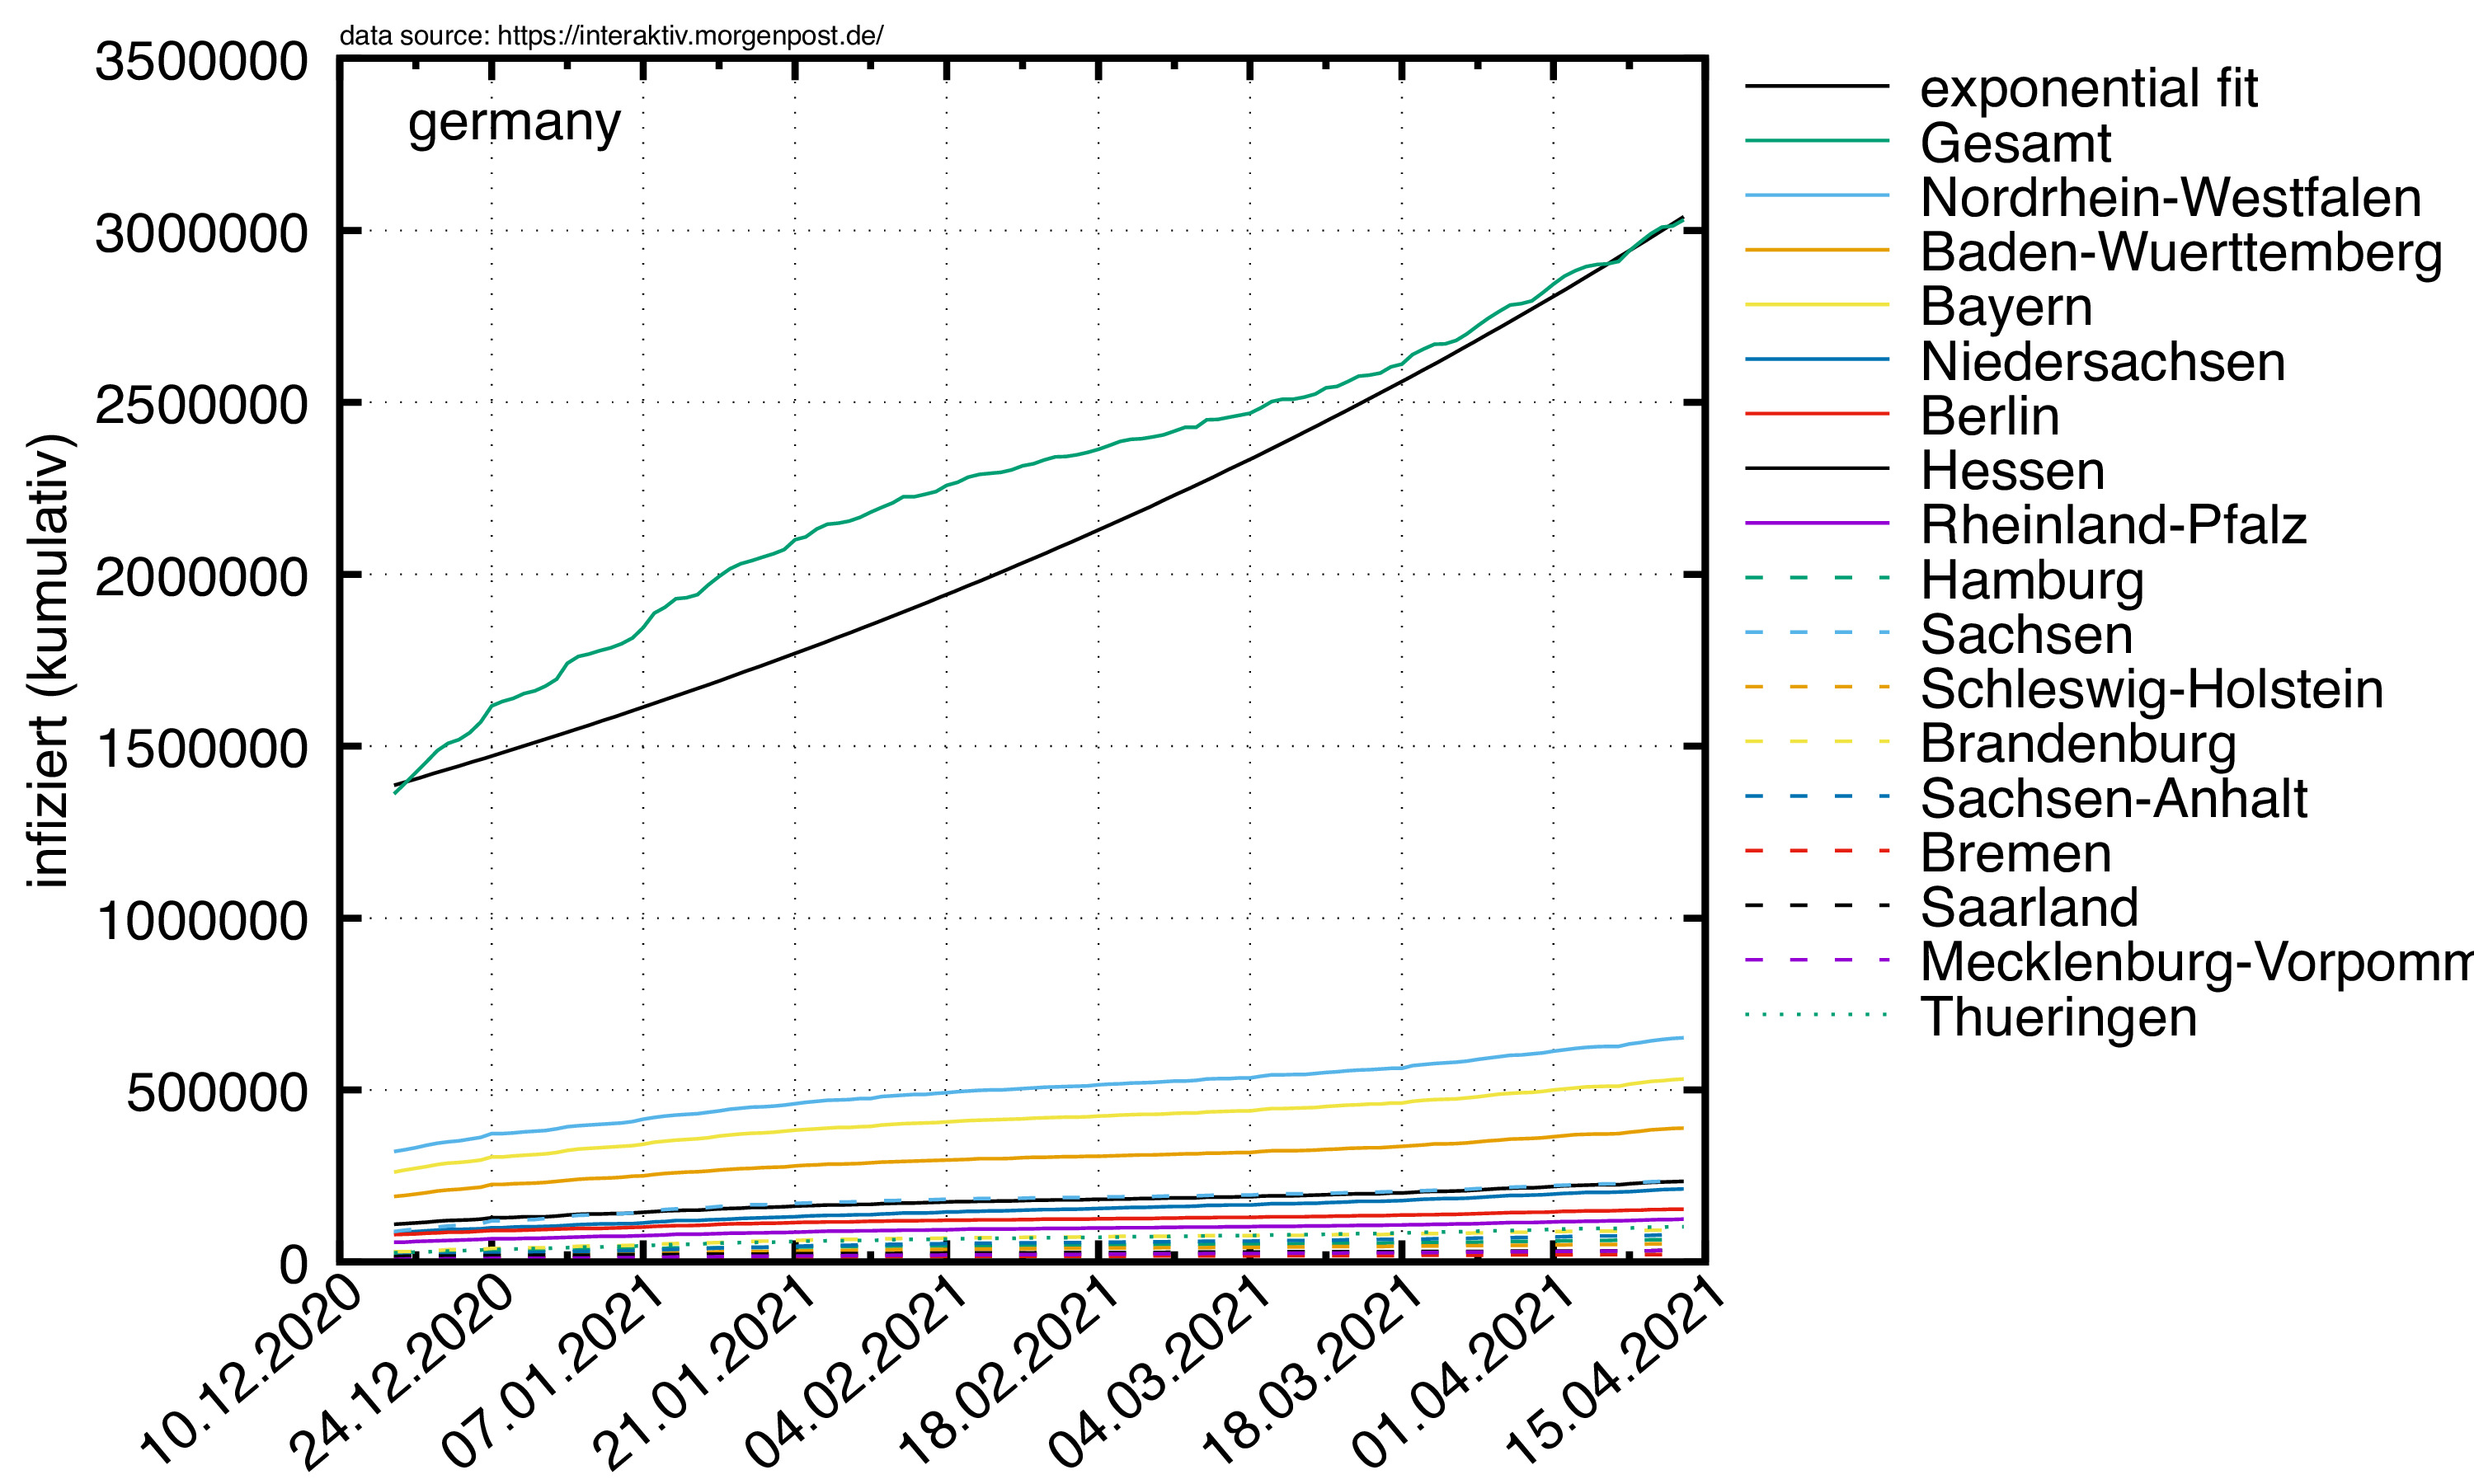 data source: https://interaktiv.morgenpost.de/
germany
infiziert (kumulativ)
3500000
3000000
2500000
2000000
1500000
1000000
500000
0
10.12.2020
24.12.2020
07.01.2021
21.01.2021
04.02.2021
18.02.2021
04.03.2021
18.03.2021
01.04.2021
15.04.2021
exponential fit
Gesamt
Nordrhein-Westfalen
Baden-Wuerttemberg
Bayern
Niedersachsen
Berlin
Hessen
Rheinland-Pfalz
Hamburg
Sachsen
Schleswig-Holstein
Brandenburg
Sachsen-Anhalt
Bremen
Saarland
Mecklenburg-Vorpomm
Thueringen